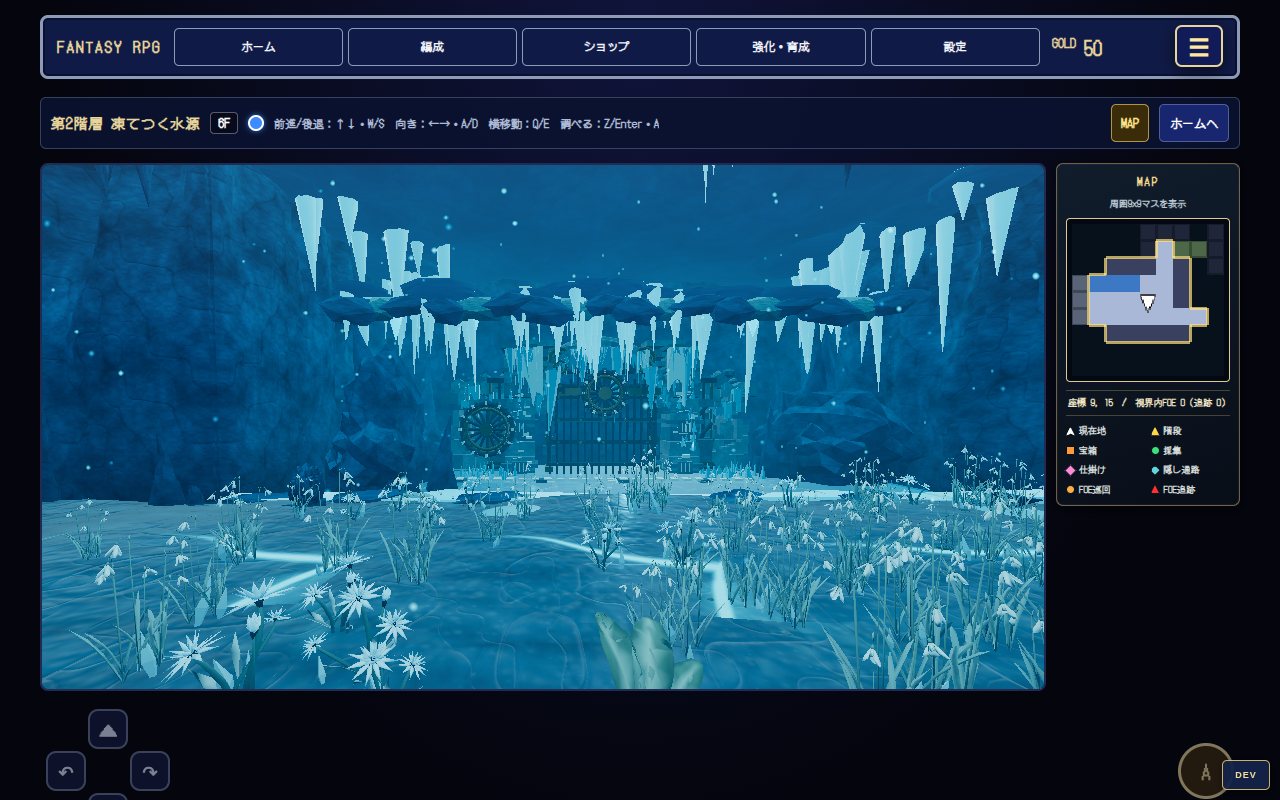 FANTASY RPG ホーム 編成 ショップ 強化・育成 設定 GOLD 50
第2階層 凍てつく水源 6F 前進/後退：↑↓・W/S 向き：←→・A/D 横移動：Q/E 調べる：Z/Enter・A MAP ホームへ
MAP
周囲9x9マスを表示
座標 9, 15 / 視界内FOE 0（追跡 0）
現在地 階段
宝箱 採集
仕掛け 隠し通路
FOE巡回 FOE追跡
A
DEV